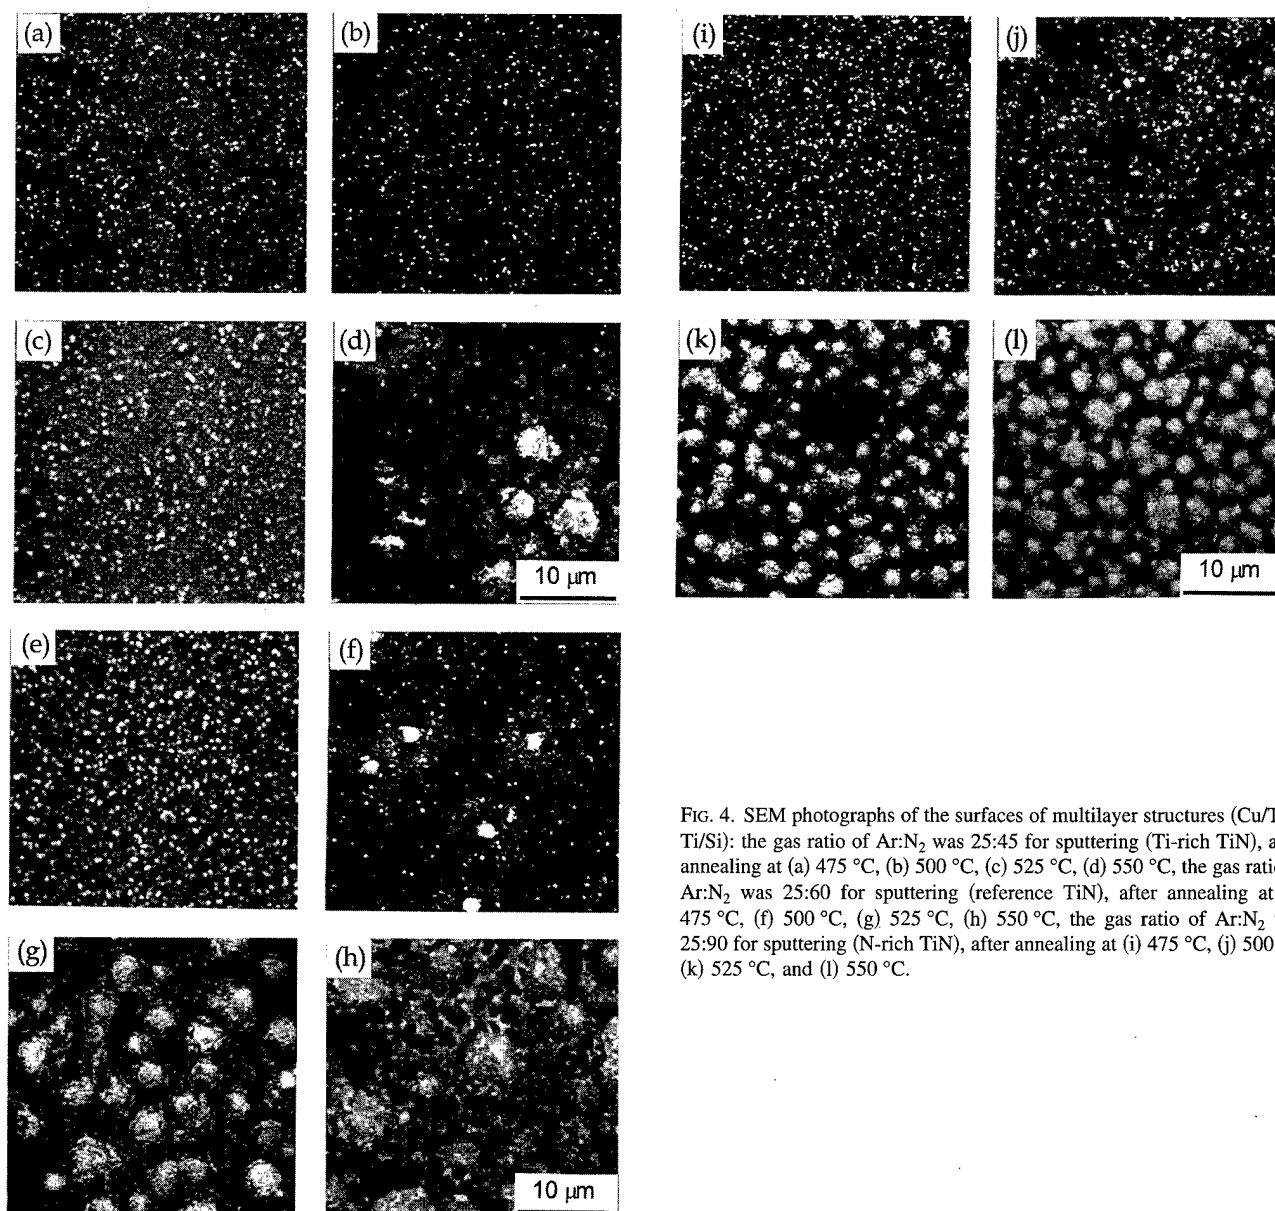 (a)
(b)
(c)
(d)
10 μm
(e)
(f)
(g)
(h)
10 μm
(i)
(j)
(k)
(l)
10 μm
FIG. 4. SEM photographs of the surfaces of multilayer structures (Cu/T
Ti/Si): the gas ratio of Ar:N₂ was 25:45 for sputtering (Ti-rich TiN), a
annealing at (a) 475 °C, (b) 500 °C, (c) 525 °C, (d) 550 °C, the gas ratio
Ar:N₂ was 25:60 for sputtering (reference TiN), after annealing at
475 °C, (f) 500 °C, (g) 525 °C, (h) 550 °C, the gas ratio of Ar:N₂
25:90 for sputtering (N-rich TiN), after annealing at (i) 475 °C, (j) 500
(k) 525 °C, and (l) 550 °C.